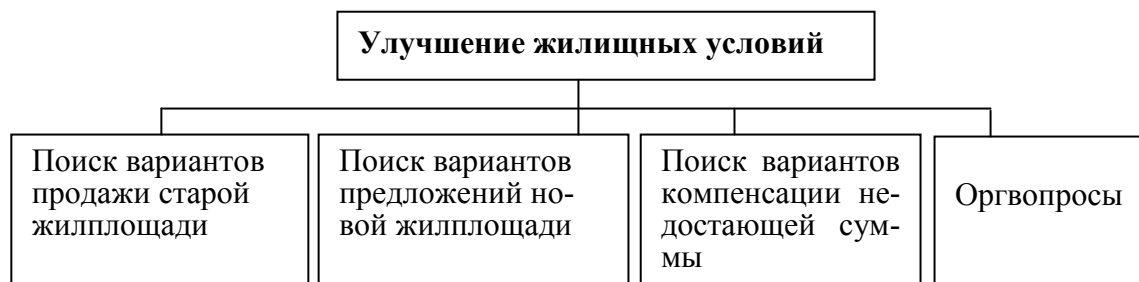 Улучшение жилищных условий
Поиск вариантов
продажи старой
жилплощади
Поиск вариантов
предложений но-
вой жилплощади
Поиск вариантов
компенсации не-
достающей сум-
мы
Оргвопросы